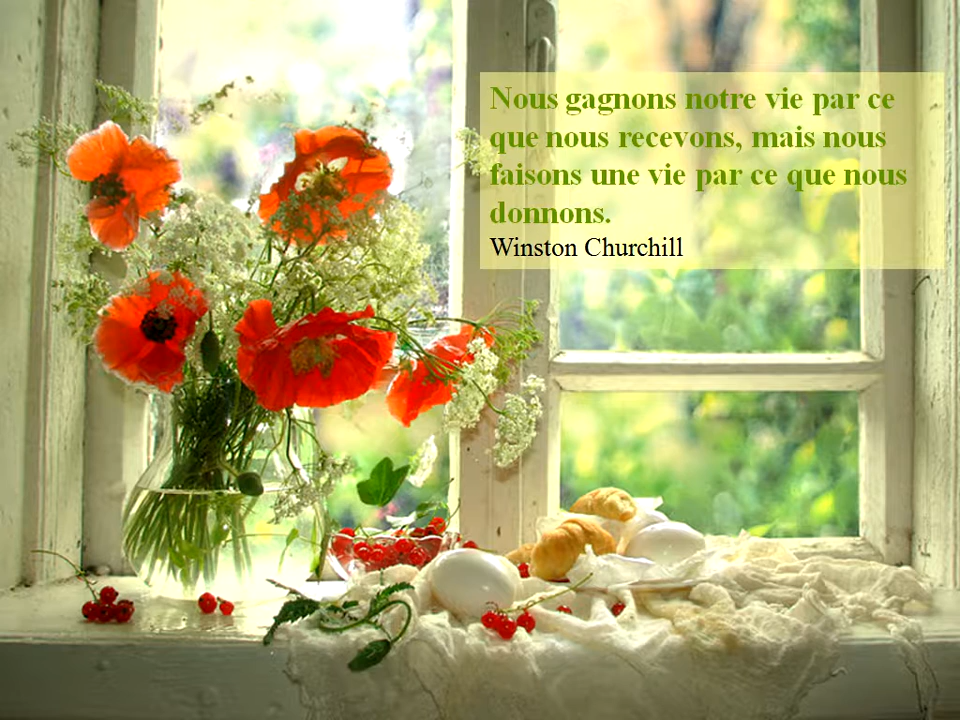 Nous gagnons notre vie par ce
que nous recevons, mais nous
faisons une vie par ce que nous
donnons.
Winston Churchill